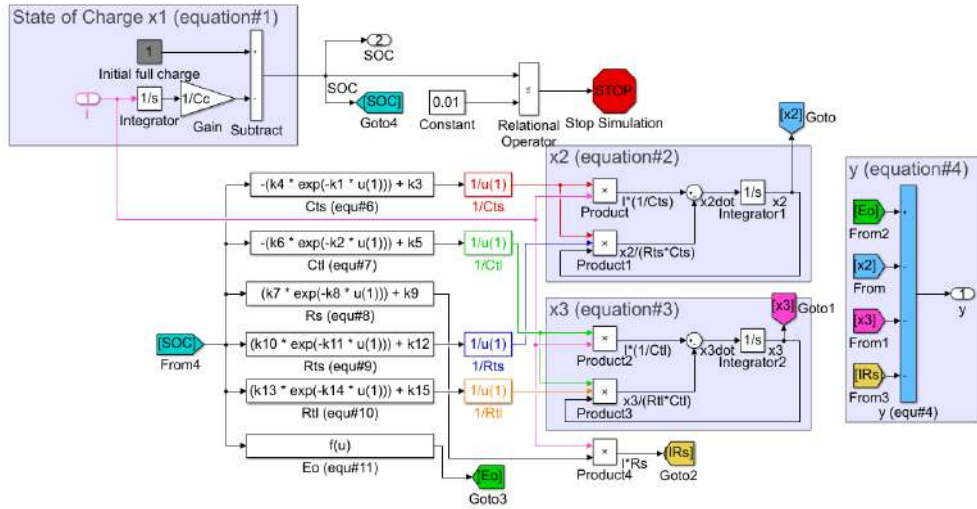 State of Charge x1 (equation#1)
1
Initial full charge
1
i
1/s
Integrator
1/Cc
Gain
Subtract
2
SOC
SOC
[SOC]
Goto4
0.01
Constant
Relational
Operator
STOP
Stop Simulation
[x2]
Goto
x2 (equation#2)
×
Product
I*(1/Cts)
x2dot
1/s
Integrator1
x2
×
Product1
x2/(Rts*Cts)
-(k4 * exp(-k1 * u(1))) + k3
Cts (equ#6)
1/u(1)
1/Cts
-(k6 * exp(-k2 * u(1))) + k5
Ctl (equ#7)
1/u(1)
1/Ctl
(k7 * exp(-k8 * u(1))) + k9
Rs (equ#8)
[SOC]
From4
(k10 * exp(-k11 * u(1))) + k12
Rts (equ#9)
1/u(1)
1/Rts
(k13 * exp(-k14 * u(1))) + k15
Rtl (equ#10)
1/u(1)
1/Rtl
f(u)
Eo (equ#11)
[Eo]
Goto3
x3 (equation#3)
[x3]
Goto1
×
Product2
I*(1/Ctl)
x3dot
1/s
Integrator2
x3
×
Product3
x3/(Rtl*Ctl)
×
Product4
I*Rs
[IRs]
Goto2
y (equation#4)
[Eo]
From2
[x2]
From
[x3]
From1
[IRs]
From3
y (equ#4)
1
y